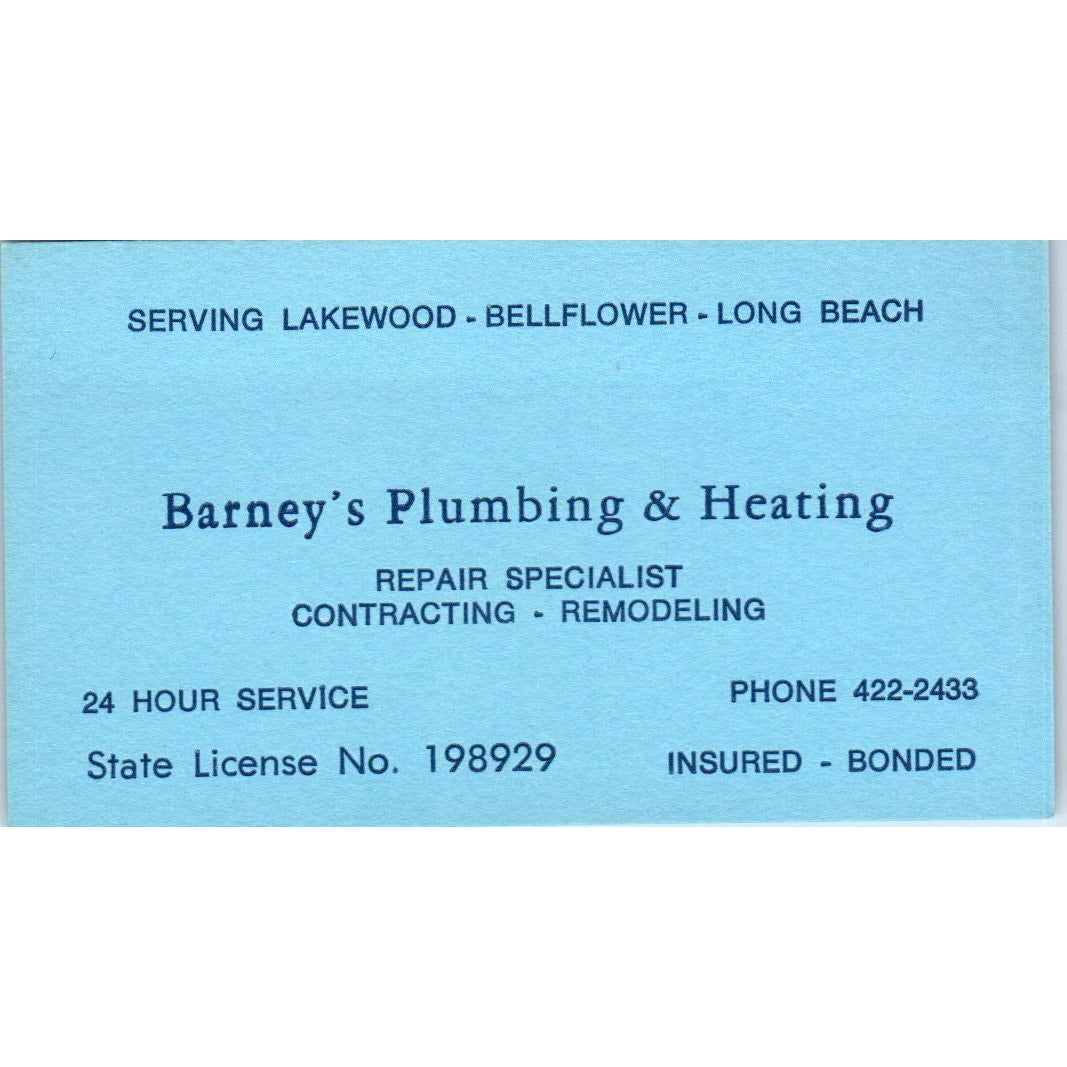 SERVING LAKEWOOD - BELLFLOWER - LONG BEACH
Barney's Plumbing & Heating
REPAIR SPECIALIST
CONTRACTING - REMODELING
24 HOUR SERVICE
PHONE 422-2433
State License No. 198929
INSURED - BONDED